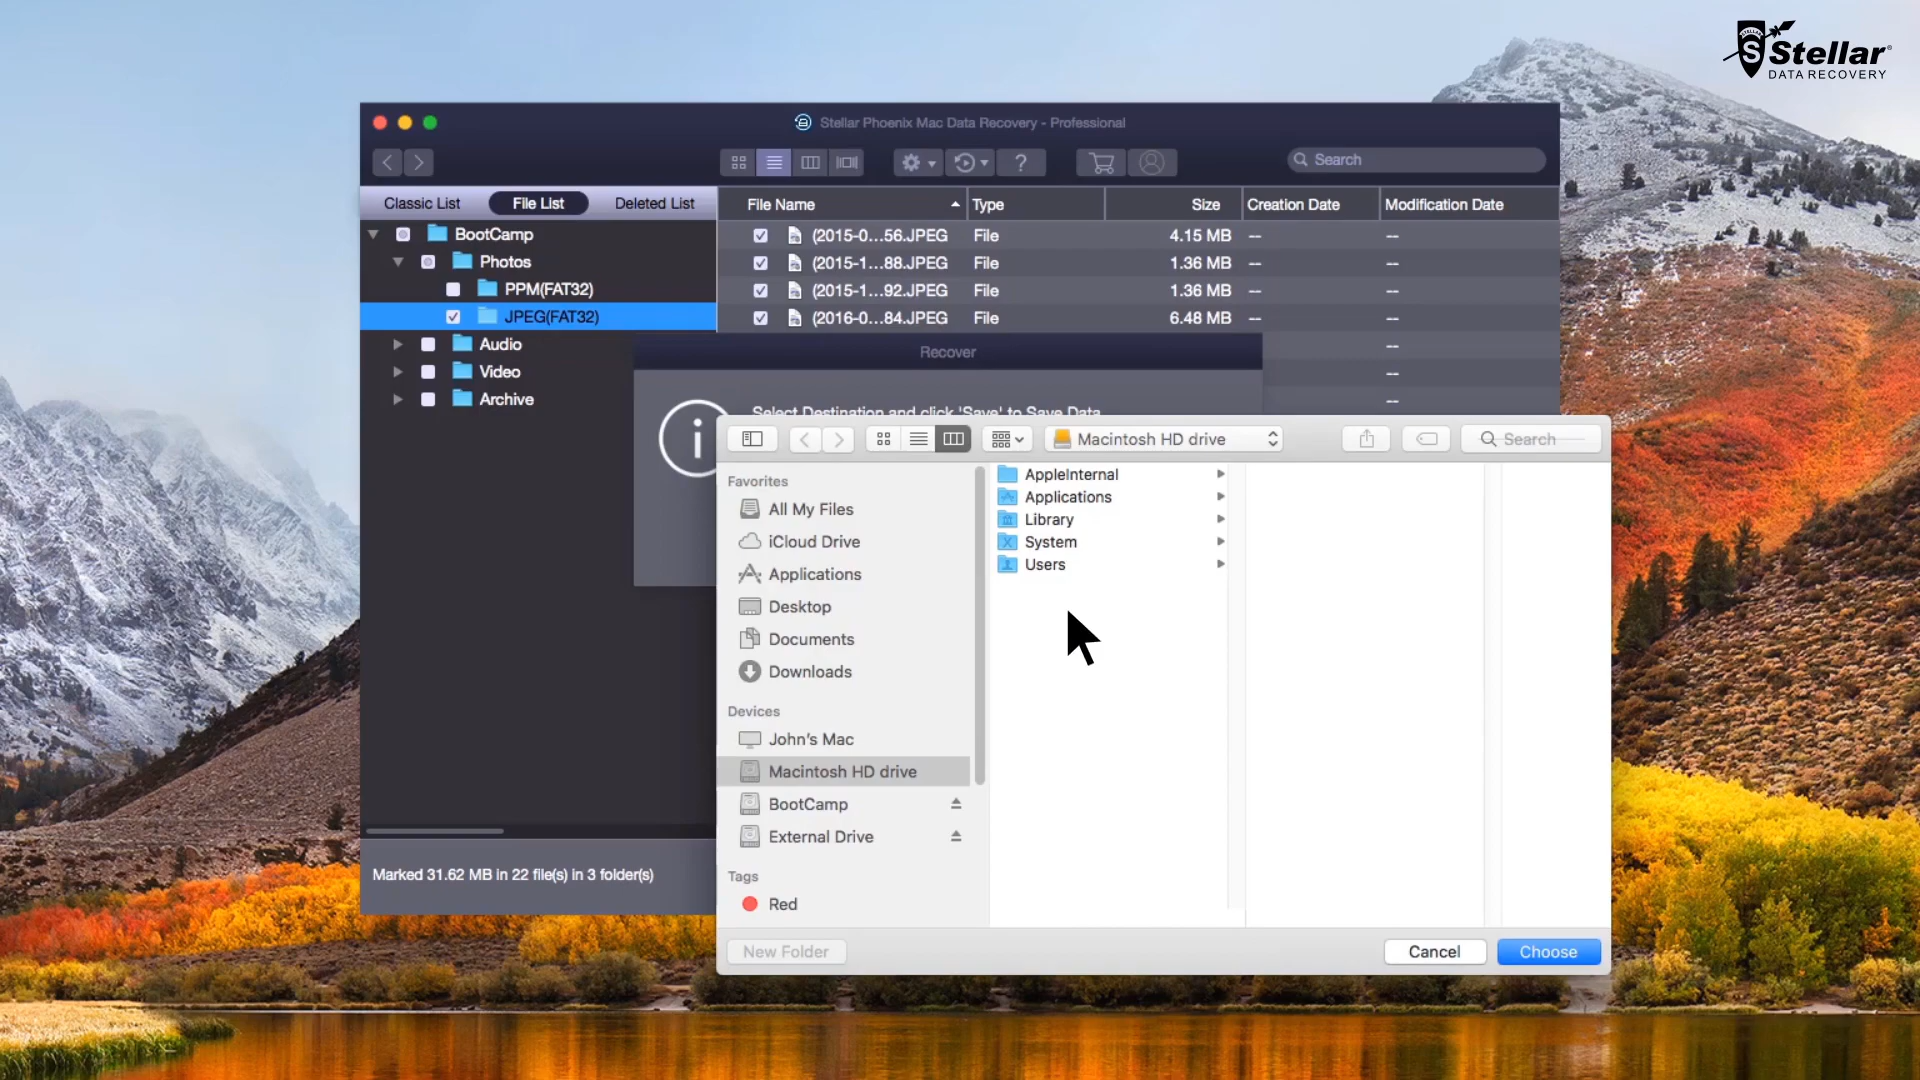 Stellar
DATA RECOVERY
Stellar Phoenix Mac Data Recovery - Professional
Search
Classic List File List Deleted List
File Name Type Size Creation Date Modification Date
BootCamp
Photos
PPM(FAT32)
JPEG(FAT32)
Audio
Video
Archive
(2015-0...56.JPEG File 4.15 MB -- --
(2015-1...88.JPEG File 1.36 MB -- --
(2015-1...92.JPEG File 1.36 MB -- --
(2016-0...84.JPEG File 6.48 MB -- --
--
--
--
Recover
Select Destination and click 'Save' to Save Data
Macintosh HD drive
Search
Favorites
All My Files
iCloud Drive
Applications
Desktop
Documents
Downloads
Devices
John's Mac
Macintosh HD drive
BootCamp
External Drive
Tags
Red
AppleInternal
Applications
Library
System
Users
Marked 31.62 MB in 22 file(s) in 3 folder(s)
New Folder
Cancel
Choose